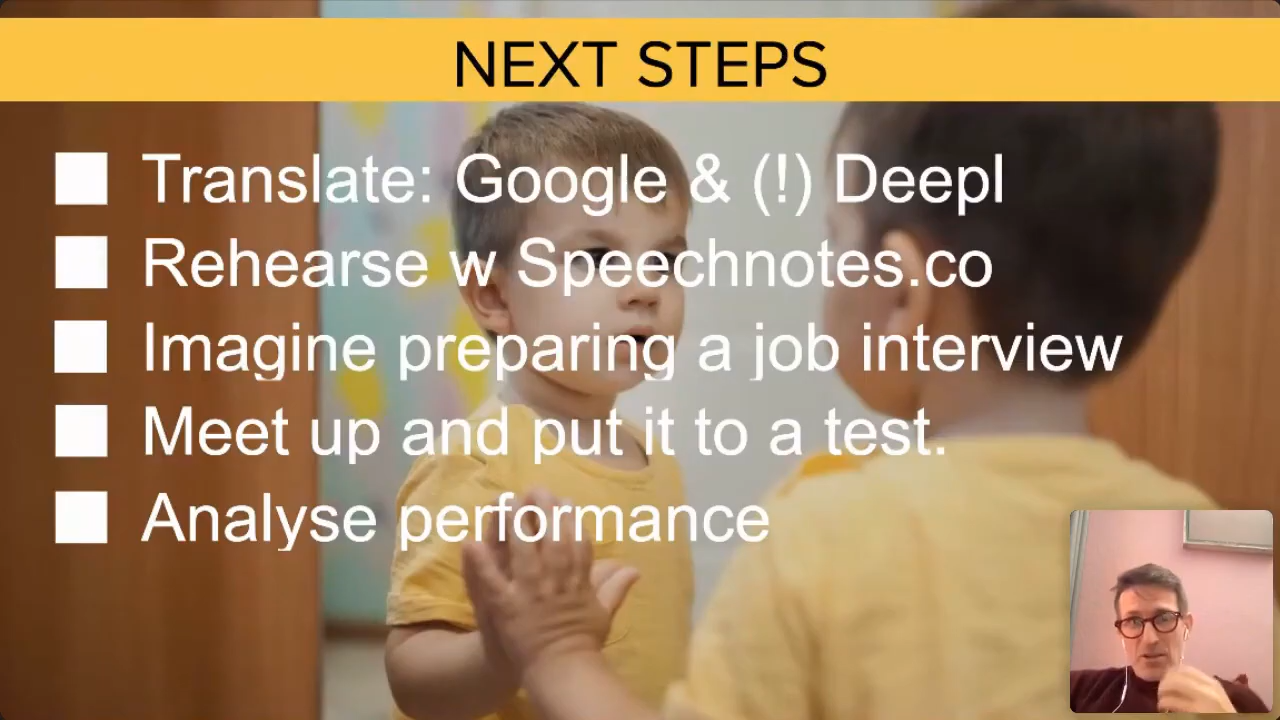 NEXT STEPS
Translate: Google & (!) Deepl
Rehearse w Speechnotes.co
Imagine preparing a job interview
Meet up and put it to a test.
Analyse performance